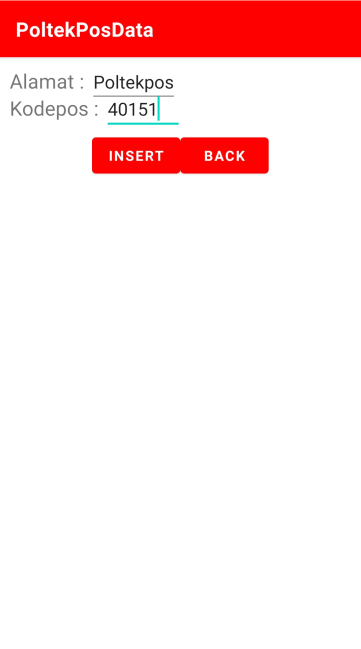 PoltekPosData
Alamat : Poltekpos
Kodepos : 40151
INSERT BACK